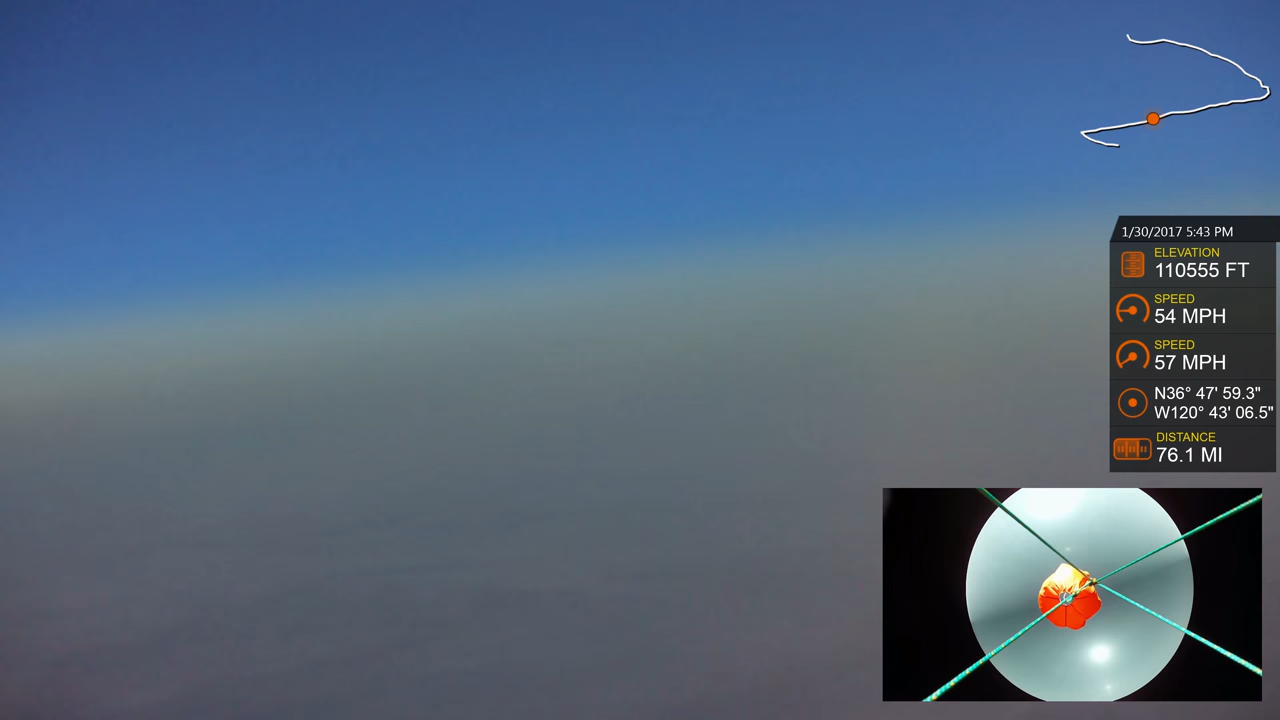 1/30/2017 5:43 PM
ELEVATION
110555 FT
SPEED
54 MPH
SPEED
57 MPH
N36° 47' 59.3"
W120° 43' 06.5"
DISTANCE
76.1 MI